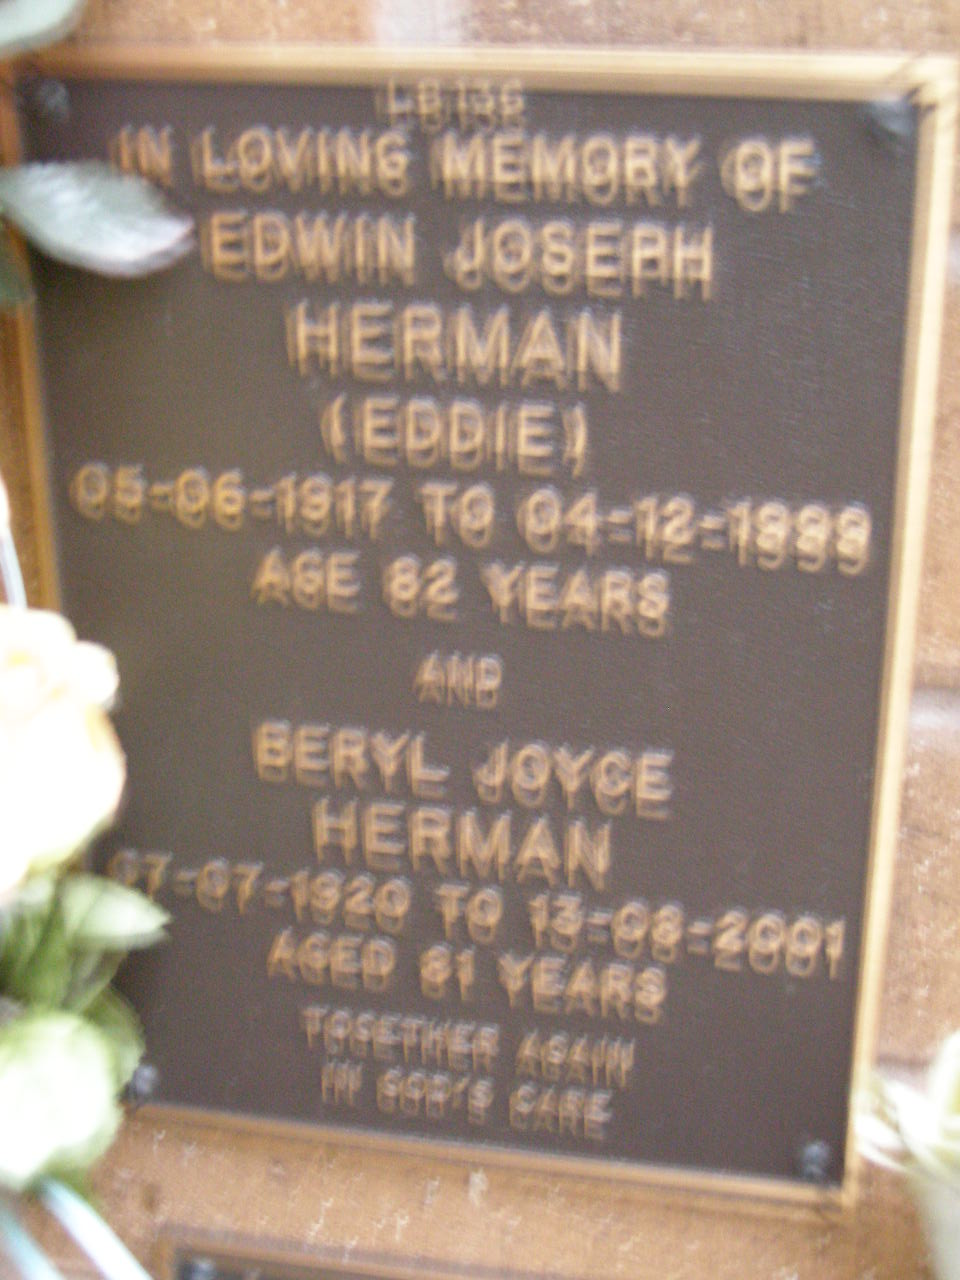 LB136
IN LOVING MEMORY OF
EDWIN JOSEPH
HERMAN
(EDDIE)
05-06-1917 TO 04-12-1999
AGE 82 YEARS
AND
BERYL JOYCE
HERMAN
07-07-1920 TO 13-08-2001
AGED 81 YEARS
TOGETHER AGAIN
IN GOD'S CARE